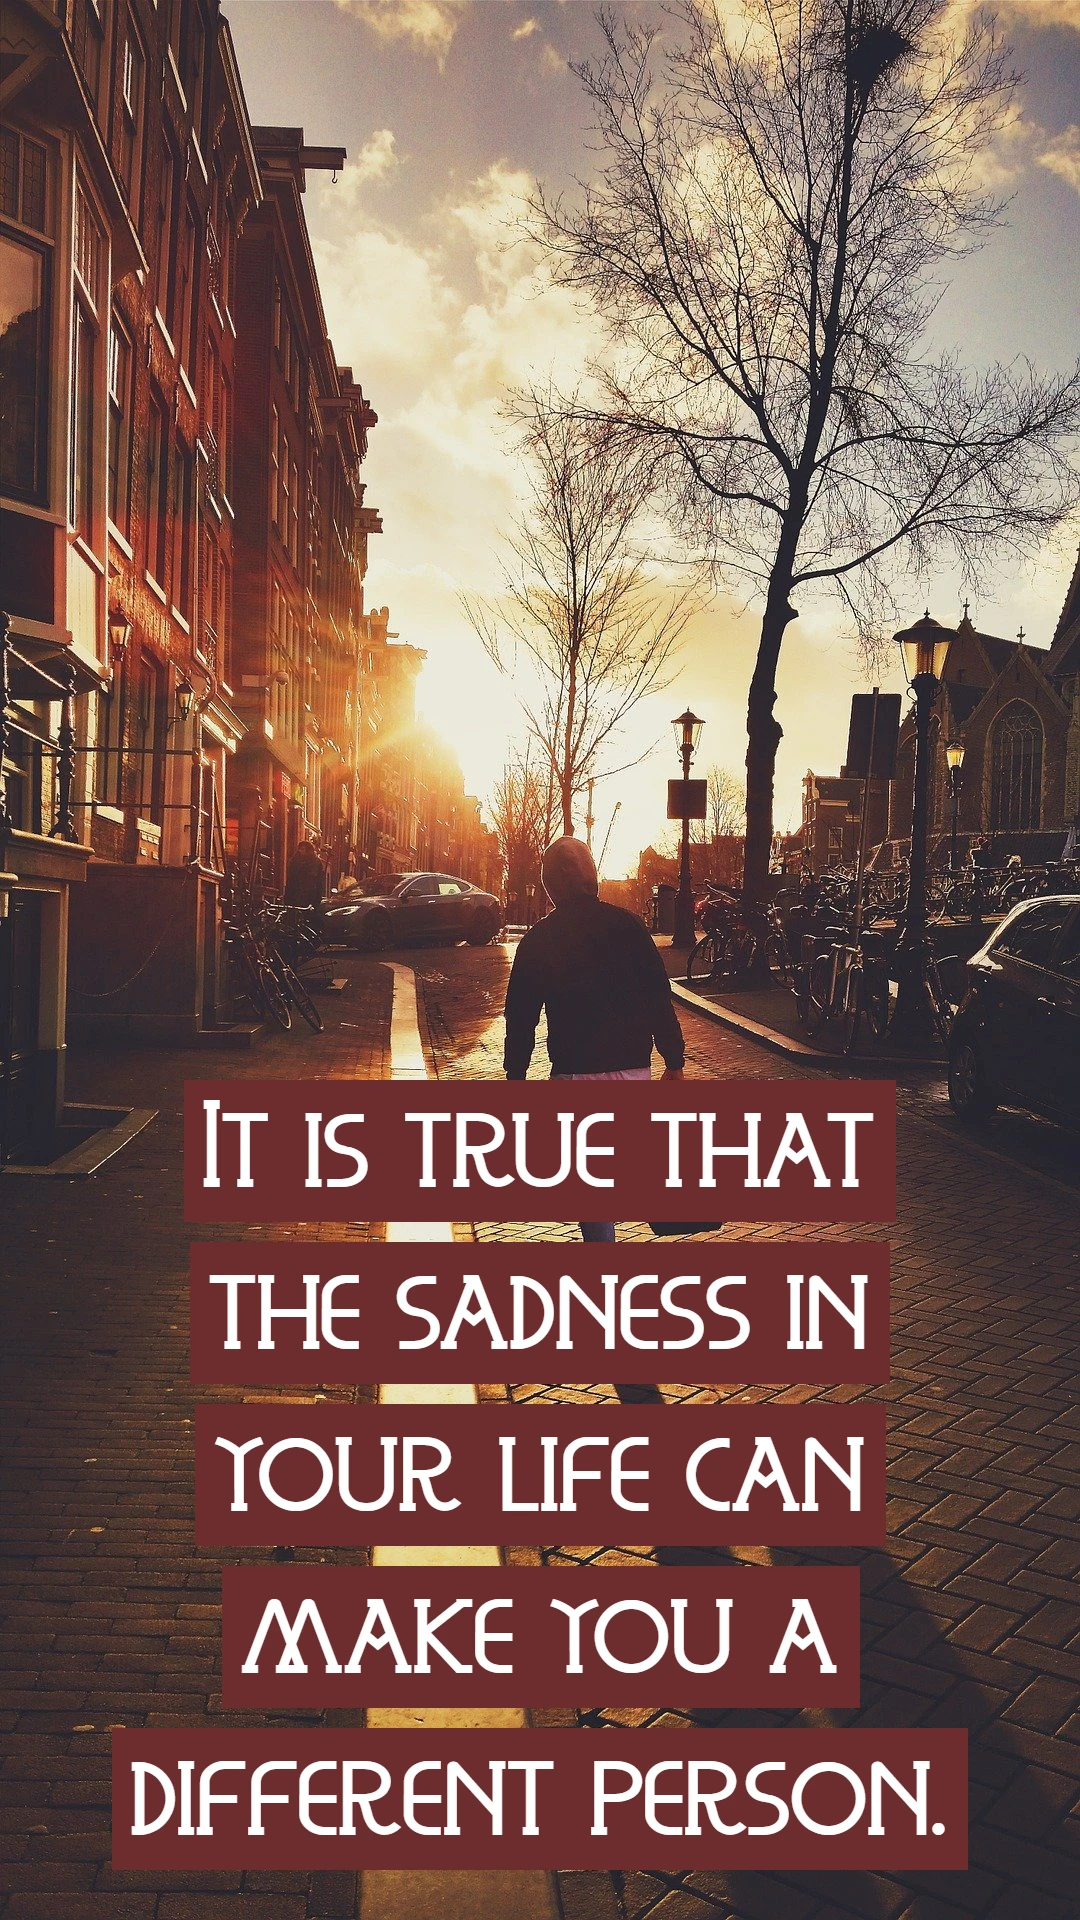 It is true that
the sadness in
your life can
make you a
different person.